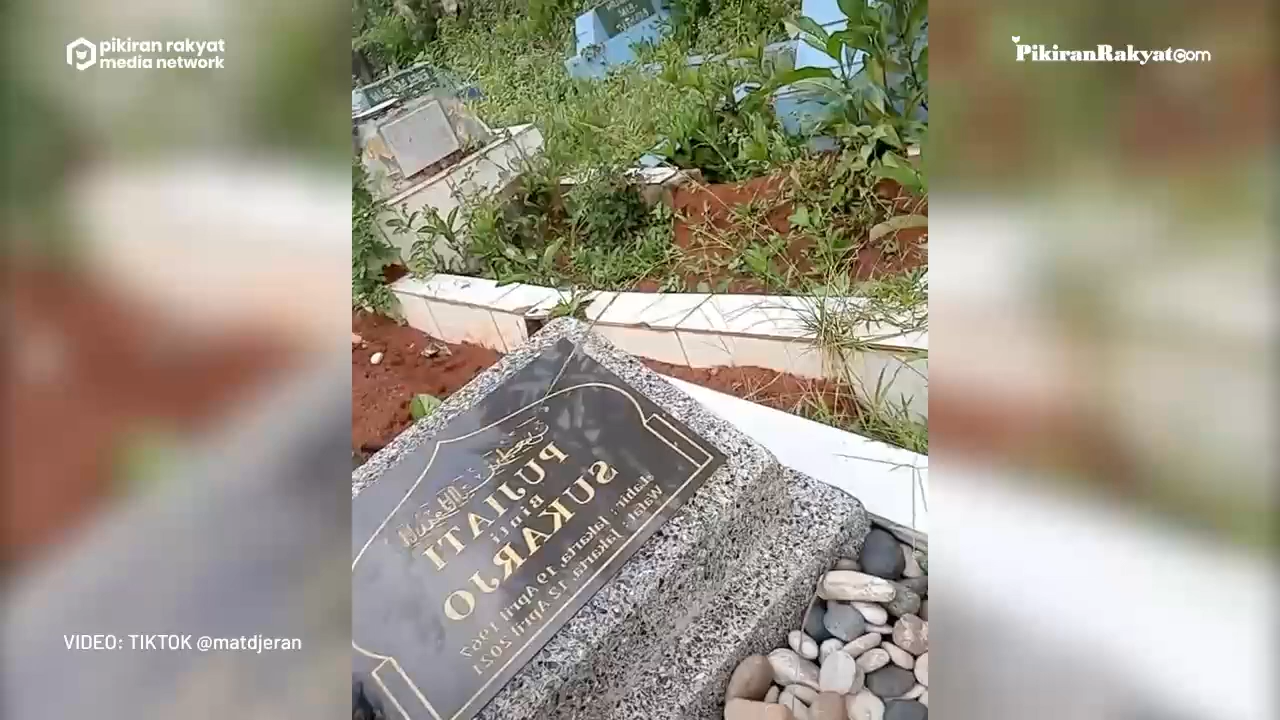 pikiran rakyat
media network
PikiranRakyat.com
PUJIATI
Binti
SUKARJO
Lahir: Jakarta, 19 April 1967
Wafat: Jakarta, 12 April 2021
VIDEO: TIKTOK @matdjeran